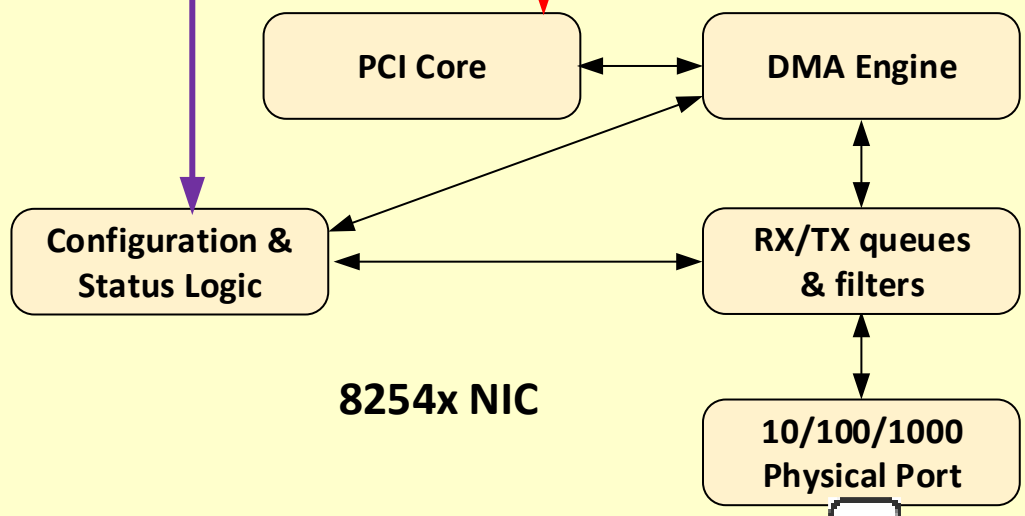 PCI Core
DMA Engine
Configuration &
Status Logic
RX/TX queues
& filters
8254x NIC
10/100/1000
Physical Port